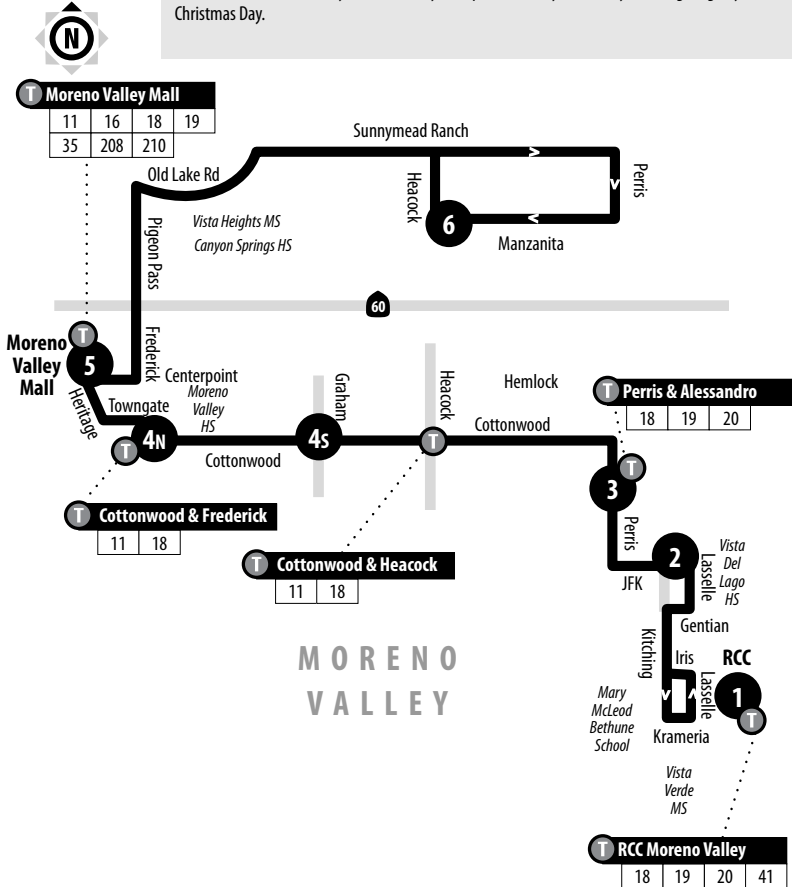 Christmas Day.
N
T Moreno Valley Mall
11 16 18 19
35 208 210
Sunnymead Ranch
Old Lake Rd
Perris
Heacock
Pigeon Pass
Vista Heights MS
Canyon Springs HS
6
Manzanita
60
Moreno
Valley
Mall
T
5
Frederick
Centerpoint
Heritage
Towngate
Moreno
Valley
HS
Graham
Heacock
Hemlock
T Perris & Alessandro
18 19 20
T
4N
4S
T
Cottonwood
Cottonwood
T
3
T Cottonwood & Frederick
11 18
T Cottonwood & Heacock
11 18
Perris
2
JFK
Lasselle
Vista
Del
Lago
HS
Gentian
Kitching
Iris
RCC
Lasselle
1
T
MORENO
VALLEY
Mary
McLeod
Bethune
School
Krameria
Vista
Verde
MS
T RCC Moreno Valley
18 19 20 41